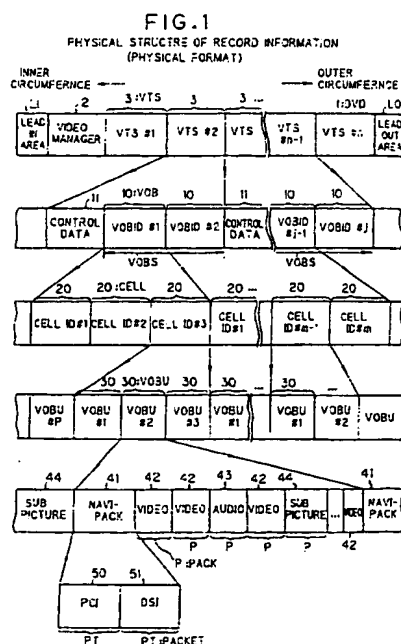 FIG.1
PHYSICAL STRUCTRE OF RECORD INFORMATION
(PHYSICAL FORMAT)
INNER CIRCUMFERNCE
OUTER CIRCUMFERNCE
LI 2 3:VTS 3 3 ... 1:DVD LO
LEAD IN AREA VIDEO MANAGER VTS #1 VTS #2 VTS VTS #n-1 VTS #n LEAD OUT AREA
11 10:VOB 10 11 10 10
CONTROL DATA VOBID #1 VOBID #2 CONTROL DATA VOBID #j-1 VOBID #j
VOBS VOBS
20 20:CELL 20 20 ... 20 20
CELL ID#1 CELL ID#2 CELL ID#3 CELL ID#1 CELL ID#m-1 CELL ID#m
30 30:VOBU 30 30 ... 30 ...
VOBU #P VOBU #1 VOBU #2 VOBU #3 VOBU #1 VOBU #1 VOBU #2 VOBU
44 41 42 42 43 42 44 41
SUB PICTURE NAVI-PACK VIDEO VIDEO AUDIO VIDEO SUB PICTURE ... VIDEO NAVI-PACK
42
P P P P
P:PACK
50 51
PCI DSI
PT PT:PACKET